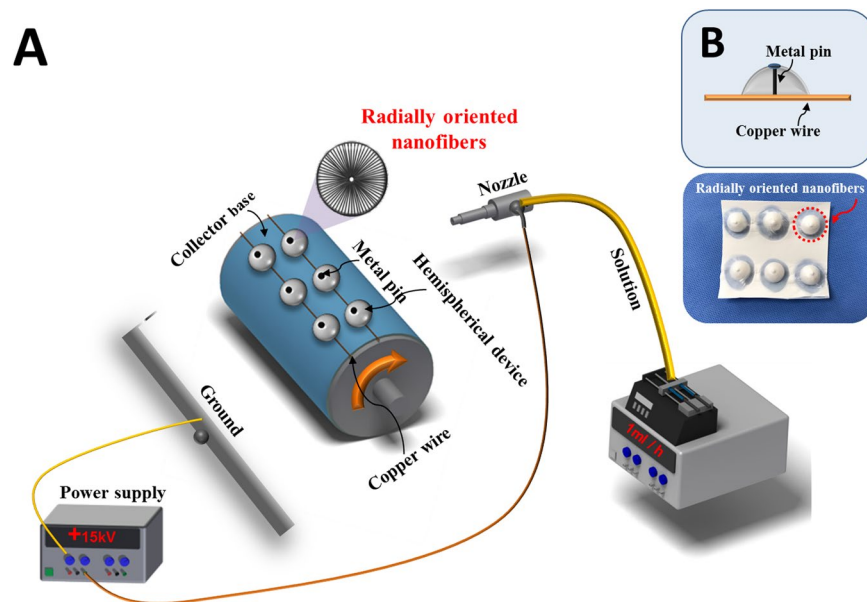 A
Radially oriented
nanofibers
Collector base
Metal pin
Hemispherical device
Nozzle
Solution
Ground
Copper wire
Power supply
+15kV
1ml / h
B
Metal pin
Copper wire
Radially oriented nanofibers